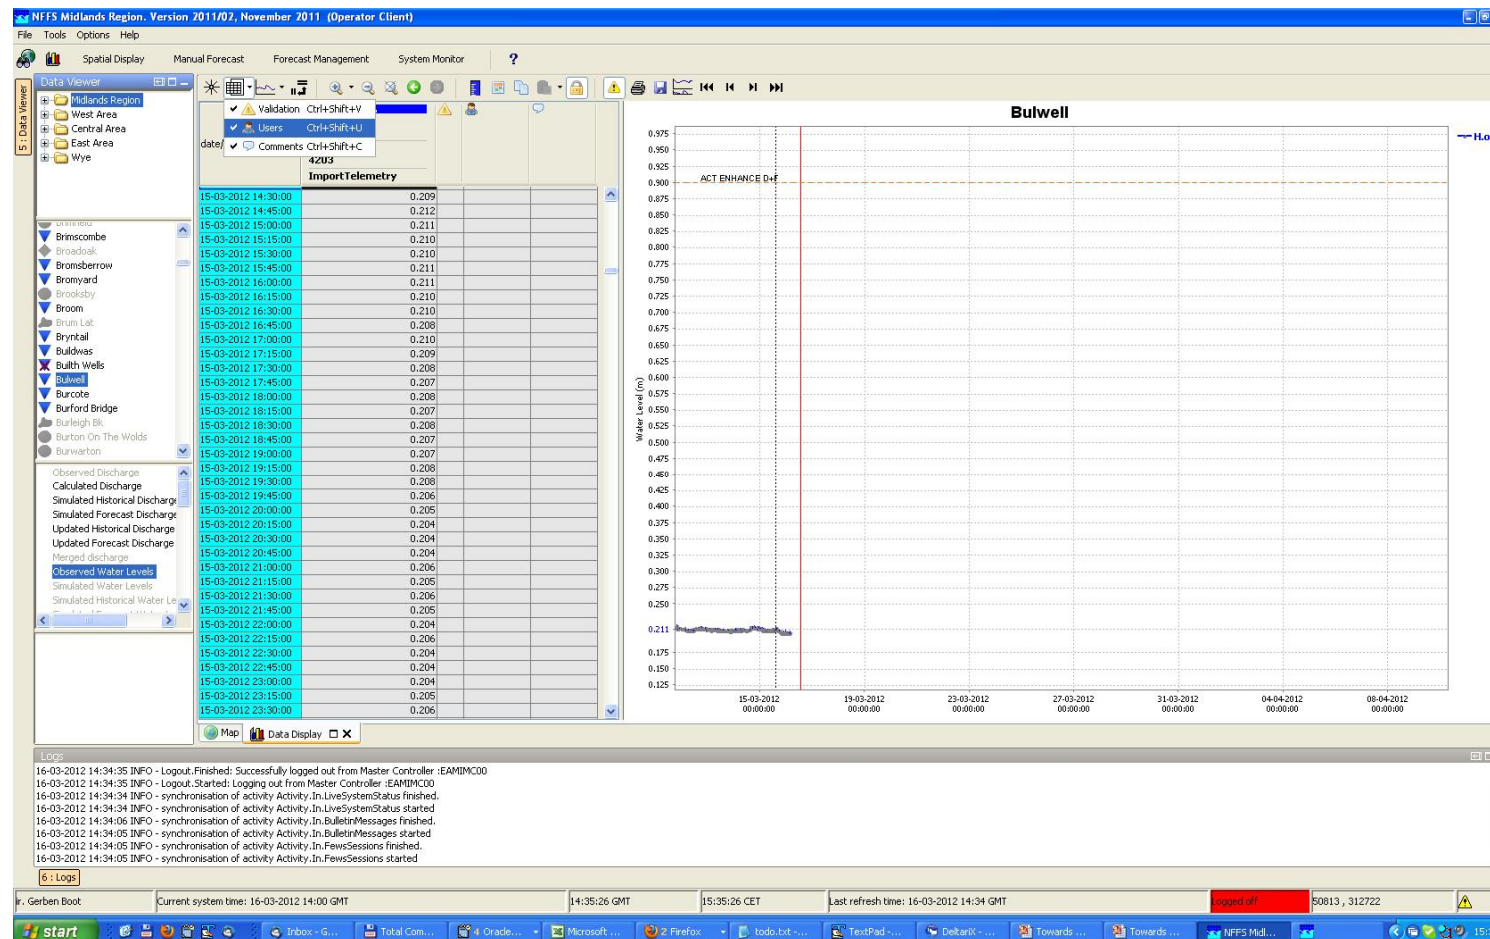 NFFS Midlands Region. Version 2011/02, November 2011 (Operator Client)
File Tools Options Help
Spatial Display Manual Forecast Forecast Management System Monitor ?
5 : Data Viewer
Data Viewer
Midlands Region
West Area
Central Area
East Area
Wye
Validation Ctrl+Shift+V
Users Ctrl+Shift+U
Comments Ctrl+Shift+C
date/
4203
ImportTelemetry
Brimscombe
Broadoak
Bromsberrow
Bromyard
Brooksby
Broom
Brum Lat
Bryntail
Buildwas
Builth Wells
Bulwell
Burcote
Burford Bridge
Burleigh Bk
Burton On The Wolds
Burwarton
Observed Discharge
Calculated Discharge
Simulated Historical Discharge
Simulated Forecast Discharge
Updated Historical Discharge
Updated Forecast Discharge
Merged discharge
Observed Water Levels
Simulated Water Levels
Simulated Historical Water Le
15-03-2012 14:30:00 0.209
15-03-2012 14:45:00 0.212
15-03-2012 15:00:00 0.211
15-03-2012 15:15:00 0.210
15-03-2012 15:30:00 0.210
15-03-2012 15:45:00 0.211
15-03-2012 16:00:00 0.211
15-03-2012 16:15:00 0.210
15-03-2012 16:30:00 0.210
15-03-2012 16:45:00 0.208
15-03-2012 17:00:00 0.210
15-03-2012 17:15:00 0.209
15-03-2012 17:30:00 0.208
15-03-2012 17:45:00 0.207
15-03-2012 18:00:00 0.208
15-03-2012 18:15:00 0.207
15-03-2012 18:30:00 0.208
15-03-2012 18:45:00 0.207
15-03-2012 19:00:00 0.207
15-03-2012 19:15:00 0.208
15-03-2012 19:30:00 0.208
15-03-2012 19:45:00 0.206
15-03-2012 20:00:00 0.205
15-03-2012 20:15:00 0.204
15-03-2012 20:30:00 0.204
15-03-2012 20:45:00 0.204
15-03-2012 21:00:00 0.206
15-03-2012 21:15:00 0.205
15-03-2012 21:30:00 0.206
15-03-2012 21:45:00 0.205
15-03-2012 22:00:00 0.204
15-03-2012 22:15:00 0.206
15-03-2012 22:30:00 0.204
15-03-2012 22:45:00 0.204
15-03-2012 23:00:00 0.204
15-03-2012 23:15:00 0.205
15-03-2012 23:30:00 0.206
Bulwell
H.o
Water Level (m)
0.975
0.950
0.925
0.900
ACT ENHANCE D+F
0.875
0.850
0.825
0.800
0.775
0.750
0.725
0.700
0.675
0.650
0.625
0.600
0.575
0.550
0.525
0.500
0.475
0.450
0.425
0.400
0.375
0.350
0.325
0.300
0.275
0.250
0.211
0.175
0.150
0.125
15-03-2012 19-03-2012 23-03-2012 27-03-2012 31-03-2012 04-04-2012 08-04-2012
00:00:00 00:00:00 00:00:00 00:00:00 00:00:00 00:00:00 00:00:00
Map Data Display
Logs
16-03-2012 14:34:35 INFO - Logout.Finished: Successfully logged out from Master Controller :EAMIMC00
16-03-2012 14:34:35 INFO - Logout.Started: Logging out from Master Controller :EAMIMC00
16-03-2012 14:34:34 INFO - synchronisation of activity Activity.In.LiveSystemStatus finished.
16-03-2012 14:34:34 INFO - synchronisation of activity Activity.In.LiveSystemStatus started
16-03-2012 14:34:06 INFO - synchronisation of activity Activity.In.BulletinMessages finished.
16-03-2012 14:34:05 INFO - synchronisation of activity Activity.In.BulletinMessages started
16-03-2012 14:34:05 INFO - synchronisation of activity Activity.In.FewsSessions finished.
16-03-2012 14:34:05 INFO - synchronisation of activity Activity.In.FewsSessions started
6 : Logs
ir. Gerben Boot Current system time: 16-03-2012 14:00 GMT 14:35:26 GMT 15:35:26 CET Last refresh time: 16-03-2012 14:34 GMT Logged off 50813 , 312722
start Inbox - G... Total Com... 4 Oracle... Microsoft ... 2 Firefox todo.txt -... TextPad -... DeltariX - ... Towards ... Towards ... NFFS Midl...